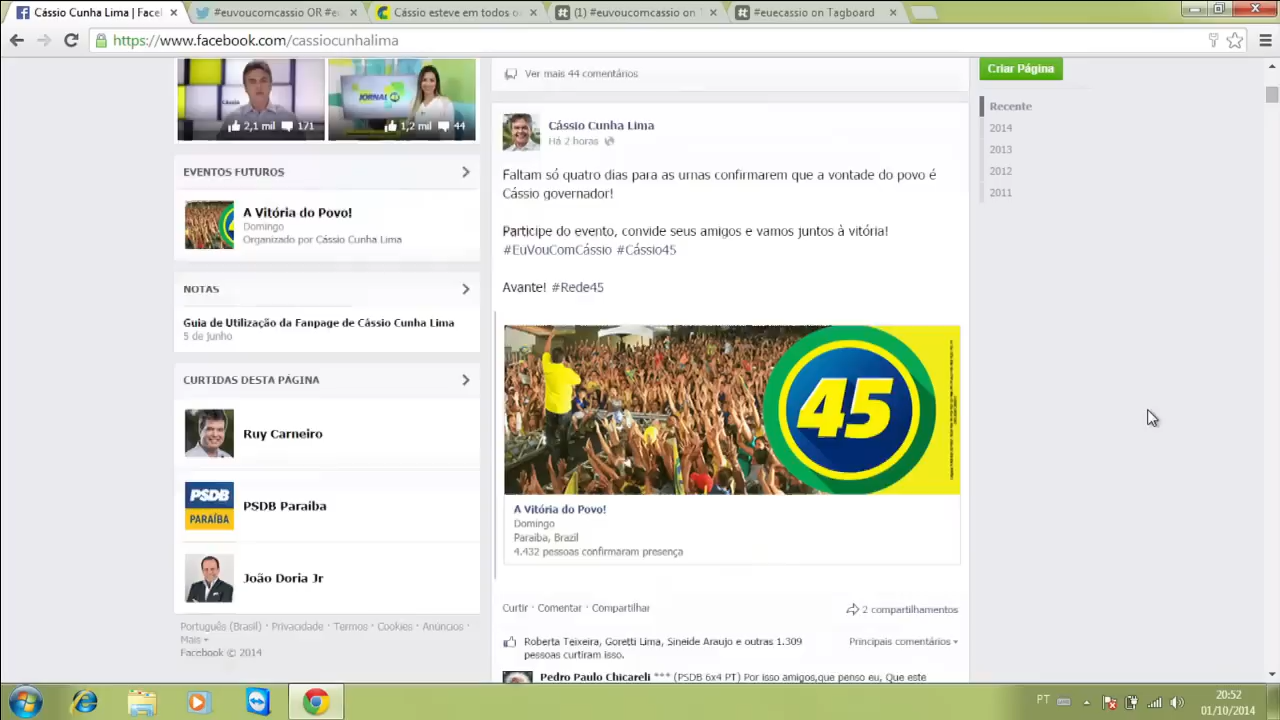 Cássio Cunha Lima | Face
#euvoucomcassio OR #e
Cássio esteve em todos o
(1) #euvoucomcassio on
#euecassio on Tagboard
https://www.facebook.com/cassiocunhalima
2,1 mil 171
JORNAL
1,2 mil 44
EVENTOS FUTUROS
A Vitória do Povo!
Domingo
Organizado por Cássio Cunha Lima
NOTAS
Guia de Utilização da Fanpage de Cássio Cunha Lima
5 de junho
CURTIDAS DESTA PÁGINA
Ruy Carneiro
PSDB
PARAÍBA
PSDB Paraíba
João Doria Jr
Português (Brasil) · Privacidade · Termos · Cookies · Anúncios ·
Mais
Facebook © 2014
Ver mais 44 comentários
Cássio Cunha Lima
Há 2 horas
Faltam só quatro dias para as urnas confirmarem que a vontade do povo é
Cássio governador!
Participe do evento, convide seus amigos e vamos juntos à vitória!
#EuVouComCássio #Cássio45
Avante! #Rede45
45
A Vitória do Povo!
Domingo
Paraíba, Brazil
4.432 pessoas confirmaram presença
Curtir · Comentar · Compartilhar
2 compartilhamentos
Roberta Teixeira, Goretti Lima, Sineide Araujo e outras 1.309
pessoas curtiram isso.
Principais comentários
Pedro Paulo Chicareli *** (PSDB 6x4 PT) Por isso amigos,que penso eu, Que este
Criar Página
Recente
2014
2013
2012
2011
PT
20:52
01/10/2014